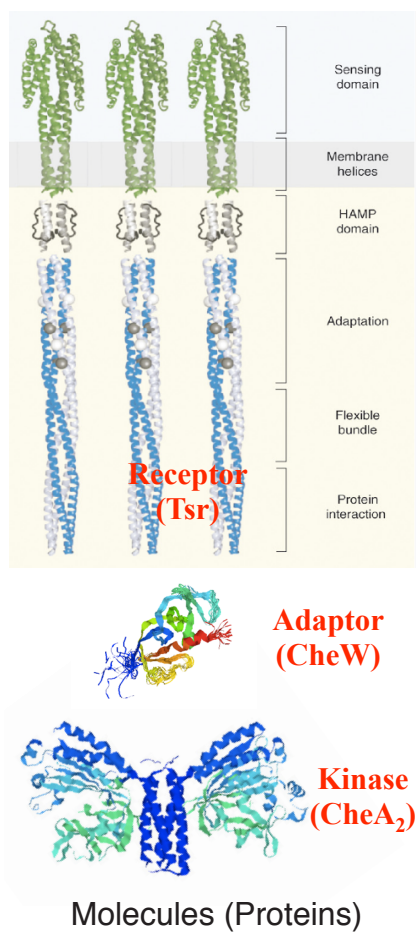 Sensing
domain
Membrane
helices
HAMP
domain
Adaptation
Flexible
bundle
Receptor
(Tsr)
Protein
interaction
Adaptor
(CheW)
Kinase
(CheA₂)
Molecules (Proteins)